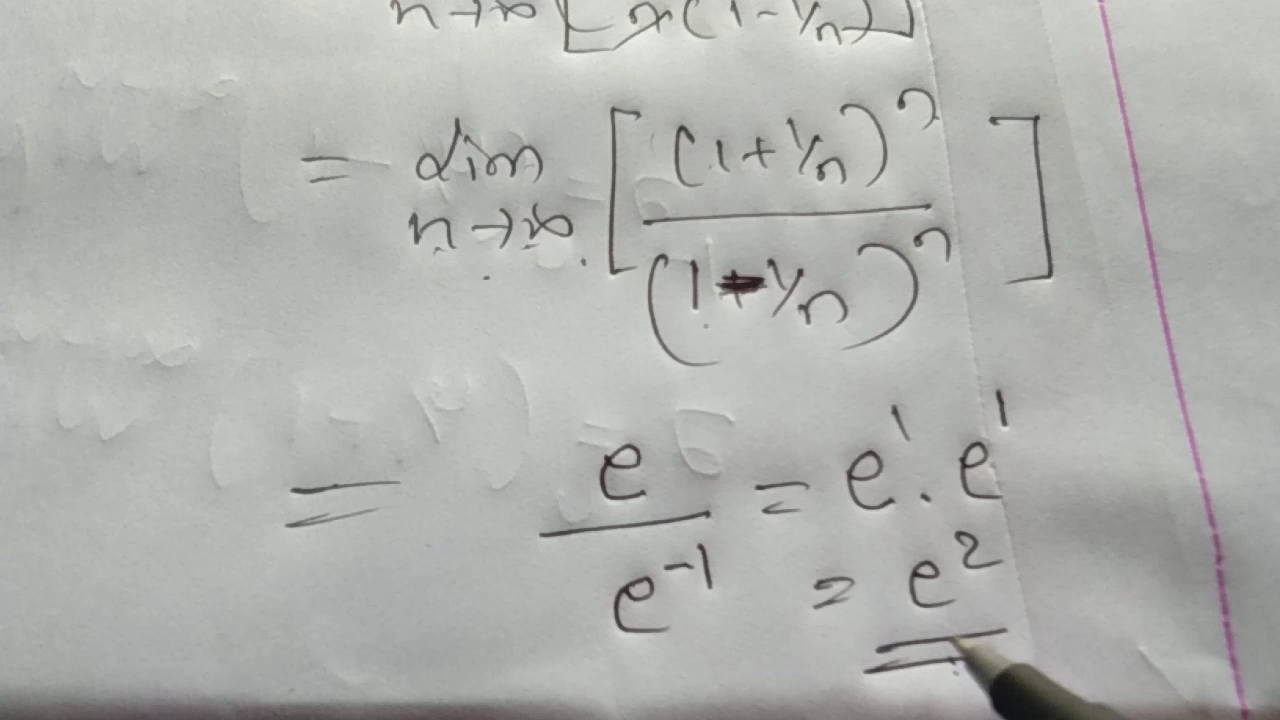 n→∞ [ n(1-1/n) ]
= lim n→∞ [ (1+1/n)^n / (1-1/n)^n ]
= e / e^-1 = e^1 . e^1
= e^2